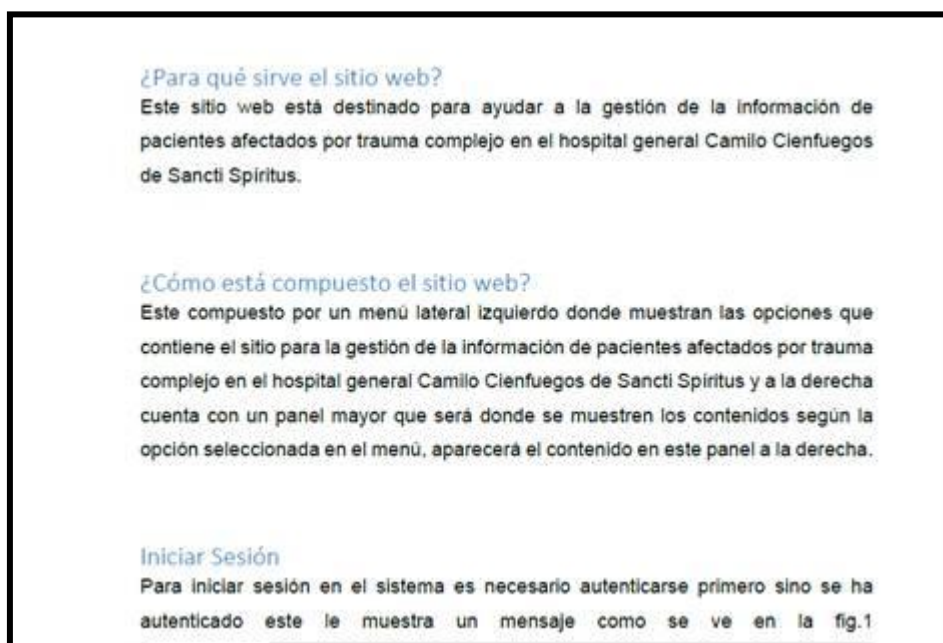 ¿Para qué sirve el sitio web?
Este sitio web está destinado para ayudar a la gestión de la información de
pacientes afectados por trauma complejo en el hospital general Camilo Cienfuegos
de Sancti Spíritus.
¿Cómo está compuesto el sitio web?
Este compuesto por un menú lateral izquierdo donde muestran las opciones que
contiene el sitio para la gestión de la información de pacientes afectados por trauma
complejo en el hospital general Camilo Cienfuegos de Sancti Spíritus y a la derecha
cuenta con un panel mayor que será donde se muestren los contenidos según la
opción seleccionada en el menú, aparecerá el contenido en este panel a la derecha.
Iniciar Sesión
Para iniciar sesión en el sistema es necesario autenticarse primero sino se ha
autenticado este le muestra un mensaje como se ve en la fig.1